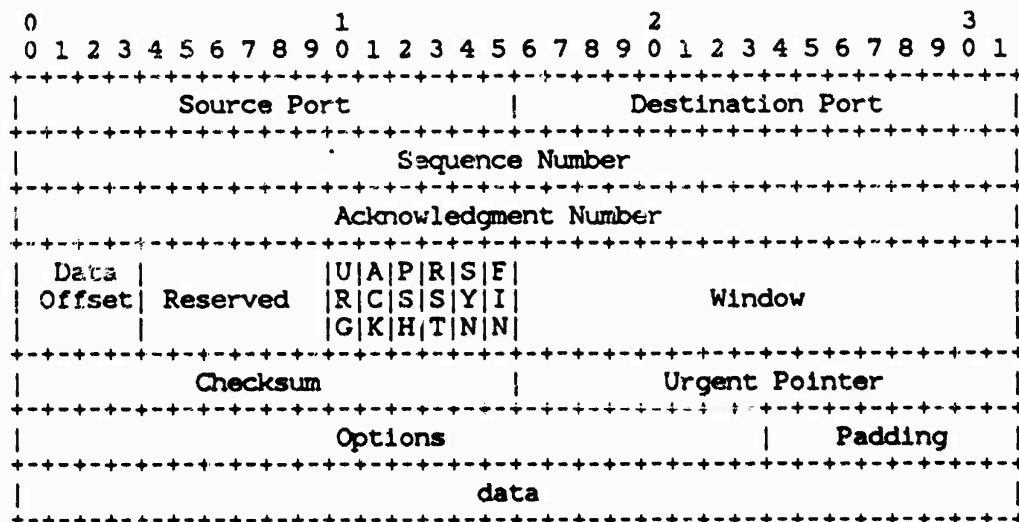 0 1 2 3
0 1 2 3 4 5 6 7 8 9 0 1 2 3 4 5 6 7 8 9 0 1 2 3 4 5 6 7 8 9 0 1
+-+-+-+-+-+-+-+-+-+-+-+-+-+-+-+-+-+-+-+-+-+-+-+-+-+-+-+-+-+-+-+-+
| Source Port | Destination Port |
+-+-+-+-+-+-+-+-+-+-+-+-+-+-+-+-+-+-+-+-+-+-+-+-+-+-+-+-+-+-+-+-+
| Sequence Number |
+-+-+-+-+-+-+-+-+-+-+-+-+-+-+-+-+-+-+-+-+-+-+-+-+-+-+-+-+-+-+-+-+
| Acknowledgment Number |
+-+-+-+-+-+-+-+-+-+-+-+-+-+-+-+-+-+-+-+-+-+-+-+-+-+-+-+-+-+-+-+-+
| Data | |U|A|P|R|S|F| |
| Offset| Reserved |R|C|S|S|Y|I| Window |
| | |G|K|H|T|N|N| |
+-+-+-+-+-+-+-+-+-+-+-+-+-+-+-+-+-+-+-+-+-+-+-+-+-+-+-+-+-+-+-+-+
| Checksum | Urgent Pointer |
+-+-+-+-+-+-+-+-+-+-+-+-+-+-+-+-+-+-+-+-+-+-+-+-+-+-+-+-+-+-+-+-+
| Options | Padding |
+-+-+-+-+-+-+-+-+-+-+-+-+-+-+-+-+-+-+-+-+-+-+-+-+-+-+-+-+-+-+-+-+
| data |
+-+-+-+-+-+-+-+-+-+-+-+-+-+-+-+-+-+-+-+-+-+-+-+-+-+-+-+-+-+-+-+-+